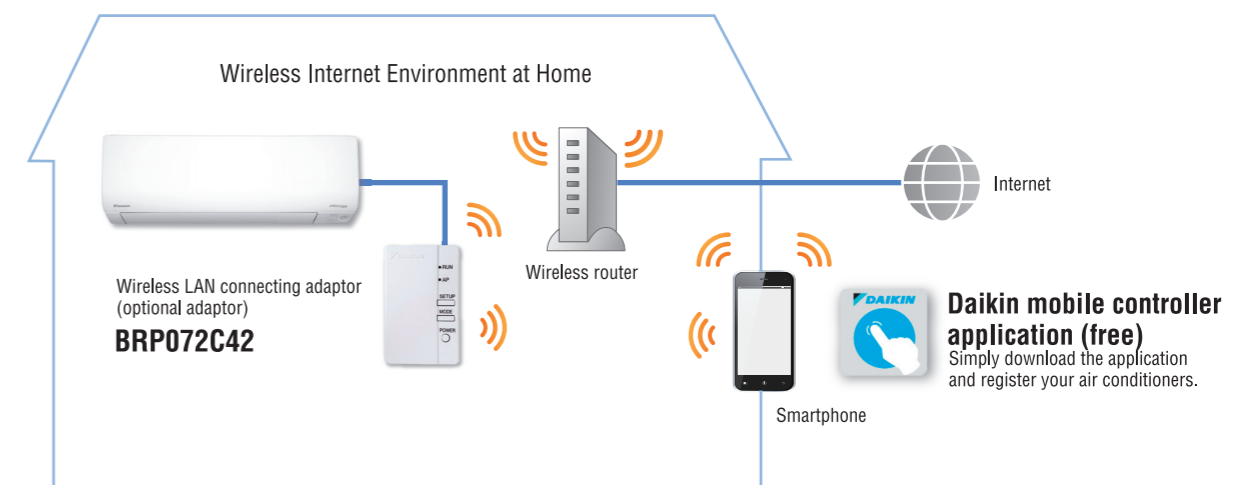 Wireless Internet Environment at Home
Internet
Wireless router
RUN
AP
SETUP
MODE
POWER
Wireless LAN connecting adaptor
(optional adaptor)
BRP072C42
DAIKIN
Daikin mobile controller
application (free)
Simply download the application
and register your air conditioners.
Smartphone